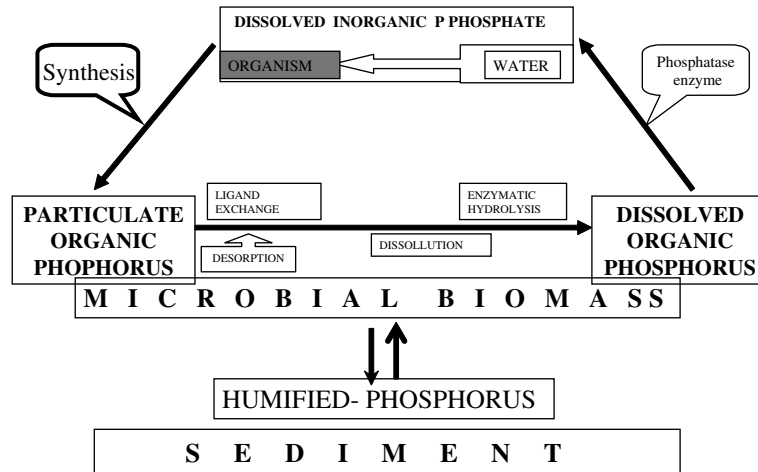 DISSOLVED INORGANIC P PHOSPHATE
ORGANISM
WATER
Synthesis
Phosphatase
enzyme
PARTICULATE
ORGANIC
PHOPHORUS
LIGAND
EXCHANGE
DESORPTION
DISSOLLUTION
ENZYMATIC
HYDROLYSIS
DISSOLVED
ORGANIC
PHOSPHORUS
M I C R O B I A L B I O M A S S
HUMIFIED- PHOSPHORUS
S E D I M E N T